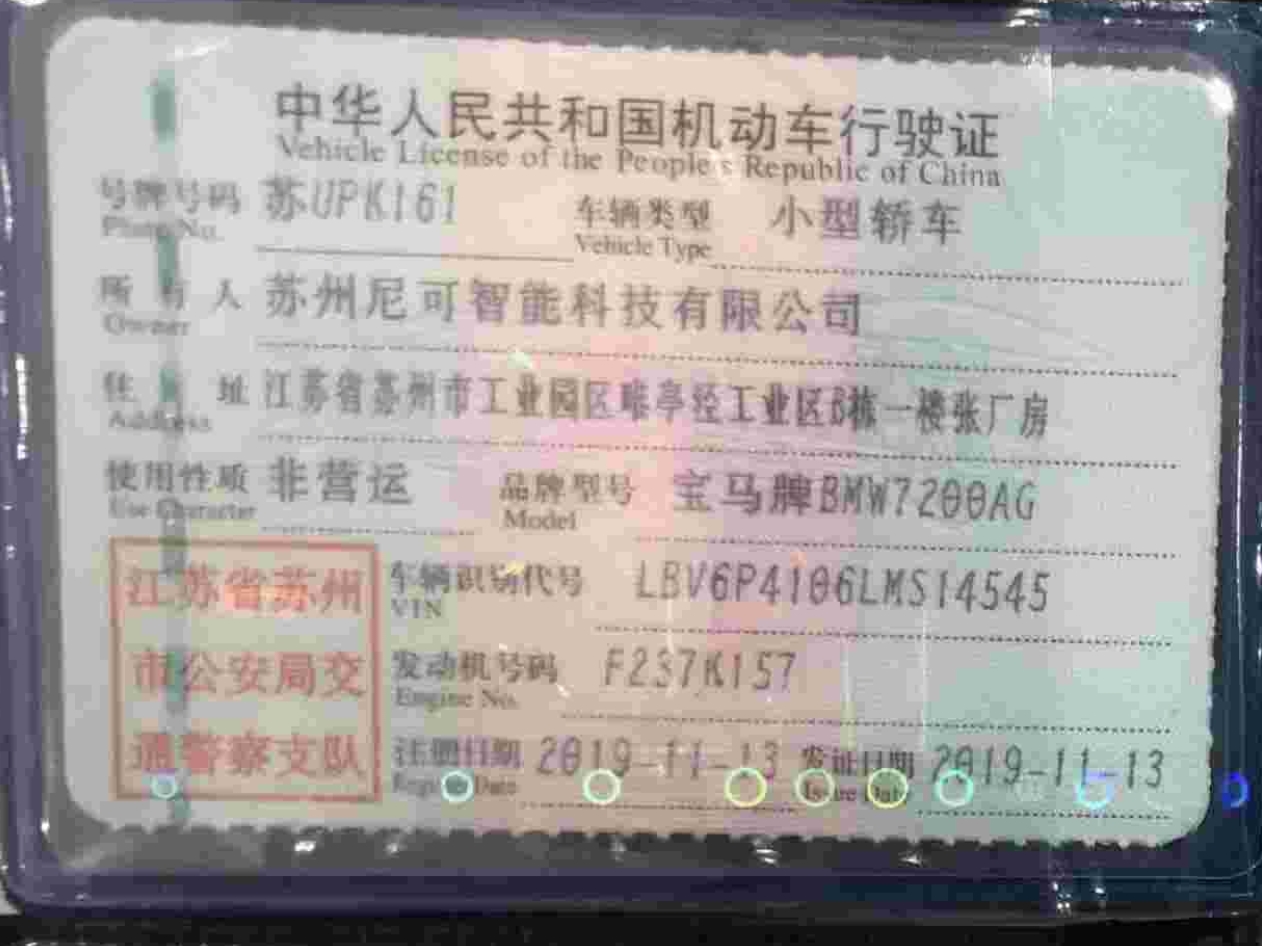 中华人民共和国机动车行驶证
Vehicle License of the People's Republic of China
号牌号码 苏UPK161 车辆类型 小型轿车
Plate No. Vehicle Type
所有人 苏州尼可智能科技有限公司
Owner
住址 江苏省苏州市工业园区唯亭泾工业区B栋一楼张厂房
Address
使用性质 非营运 品牌型号 宝马牌BMW7200AG
Use Character Model
江苏省苏州
市公安局交
通警察支队
车辆识别代号 LBV6P4106LMS14545
VIN
发动机号码 F237K157
Engine No.
注册日期 2019-11-13 发证日期 2019-11-13
Register Date Issue Date